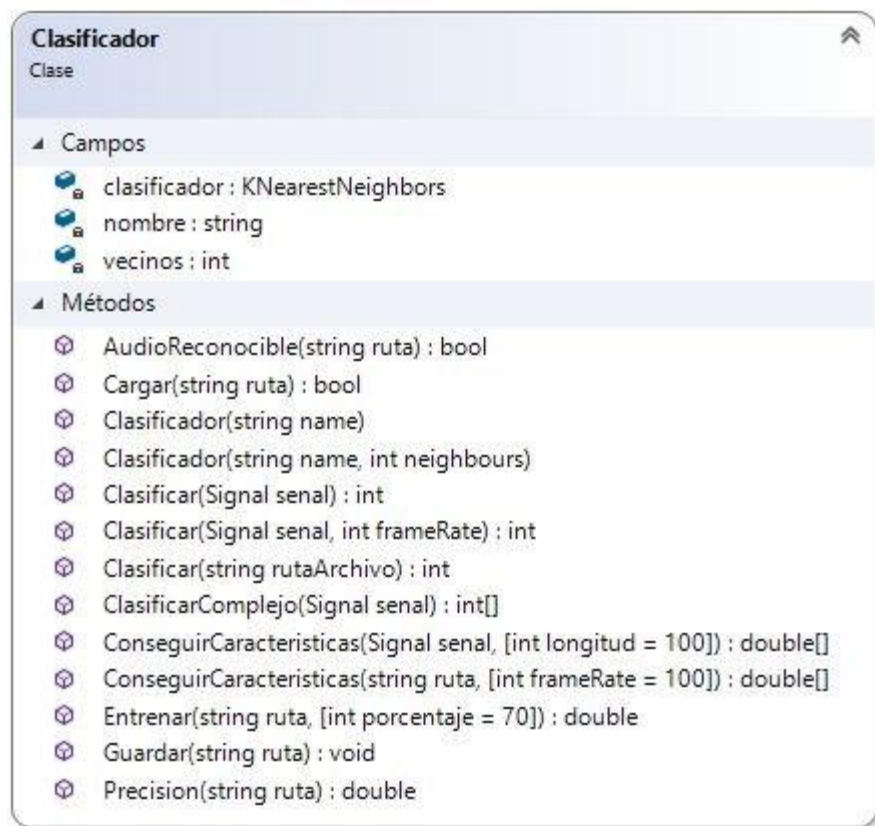 Clasificador
Clase
Campos
clasificador : KNearestNeighbors
nombre : string
vecinos : int
Métodos
AudioReconocible(string ruta) : bool
Cargar(string ruta) : bool
Clasificador(string name)
Clasificador(string name, int neighbours)
Clasificar(Signal senal) : int
Clasificar(Signal senal, int frameRate) : int
Clasificar(string rutaArchivo) : int
ClasificarComplejo(Signal senal) : int[]
ConseguirCaracteristicas(Signal senal, [int longitud = 100]) : double[]
ConseguirCaracteristicas(string ruta, [int frameRate = 100]) : double[]
Entrenar(string ruta, [int porcentaje = 70]) : double
Guardar(string ruta) : void
Precision(string ruta) : double